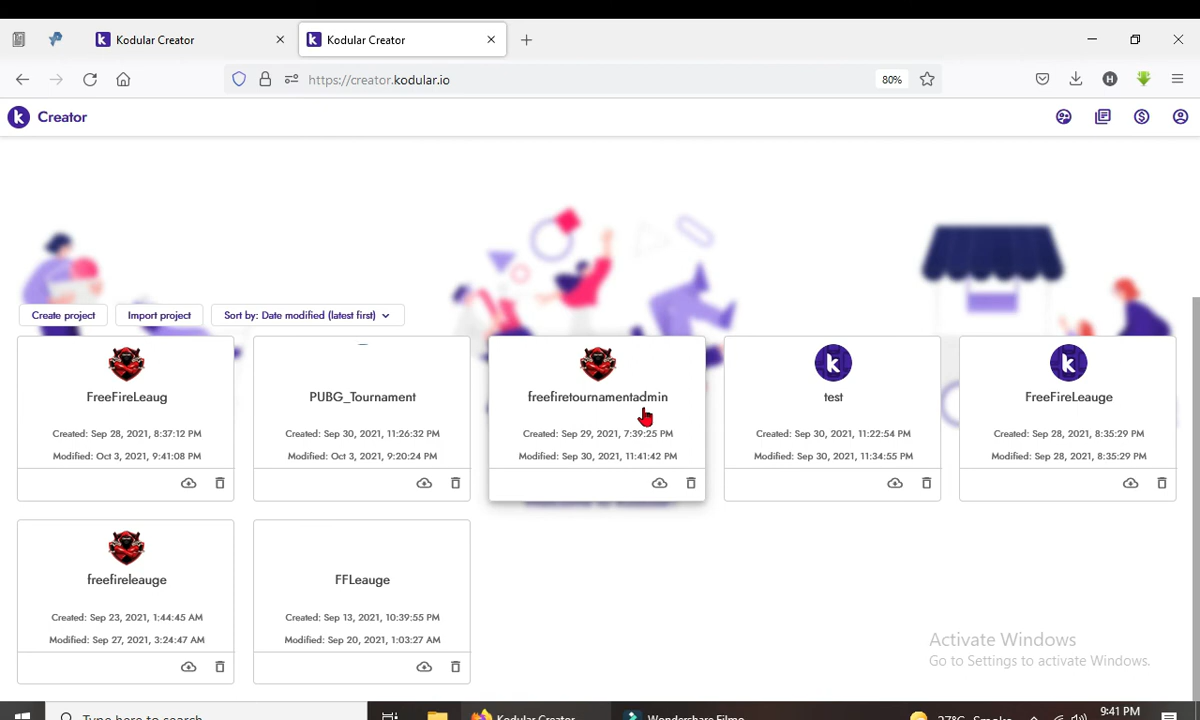 Kodular Creator
Kodular Creator
https://creator.kodular.io
80%
H
Creator
Create project
Import project
Sort by: Date modified (latest first)
FreeFireLeaug
Created: Sep 28, 2021, 8:37:12 PM
Modified: Oct 3, 2021, 9:41:08 PM
PUBG_Tournament
Created: Sep 30, 2021, 11:26:32 PM
Modified: Oct 3, 2021, 9:20:24 PM
freefiretournamentadmin
Created: Sep 29, 2021, 7:39:25 PM
Modified: Sep 30, 2021, 11:41:42 PM
test
Created: Sep 30, 2021, 11:22:54 PM
Modified: Sep 30, 2021, 11:34:55 PM
FreeFireLeauge
Created: Sep 28, 2021, 8:35:29 PM
Modified: Sep 28, 2021, 8:35:29 PM
freefireleauge
Created: Sep 23, 2021, 1:44:45 AM
Modified: Sep 27, 2021, 3:24:47 AM
FFLeauge
Created: Sep 13, 2021, 10:39:55 PM
Modified: Sep 20, 2021, 1:03:27 AM
Activate Windows
Go to Settings to activate Windows.
Type here to search
Kodular Creator
Wondershare Filmo
27°C Smoke
9:41 PM